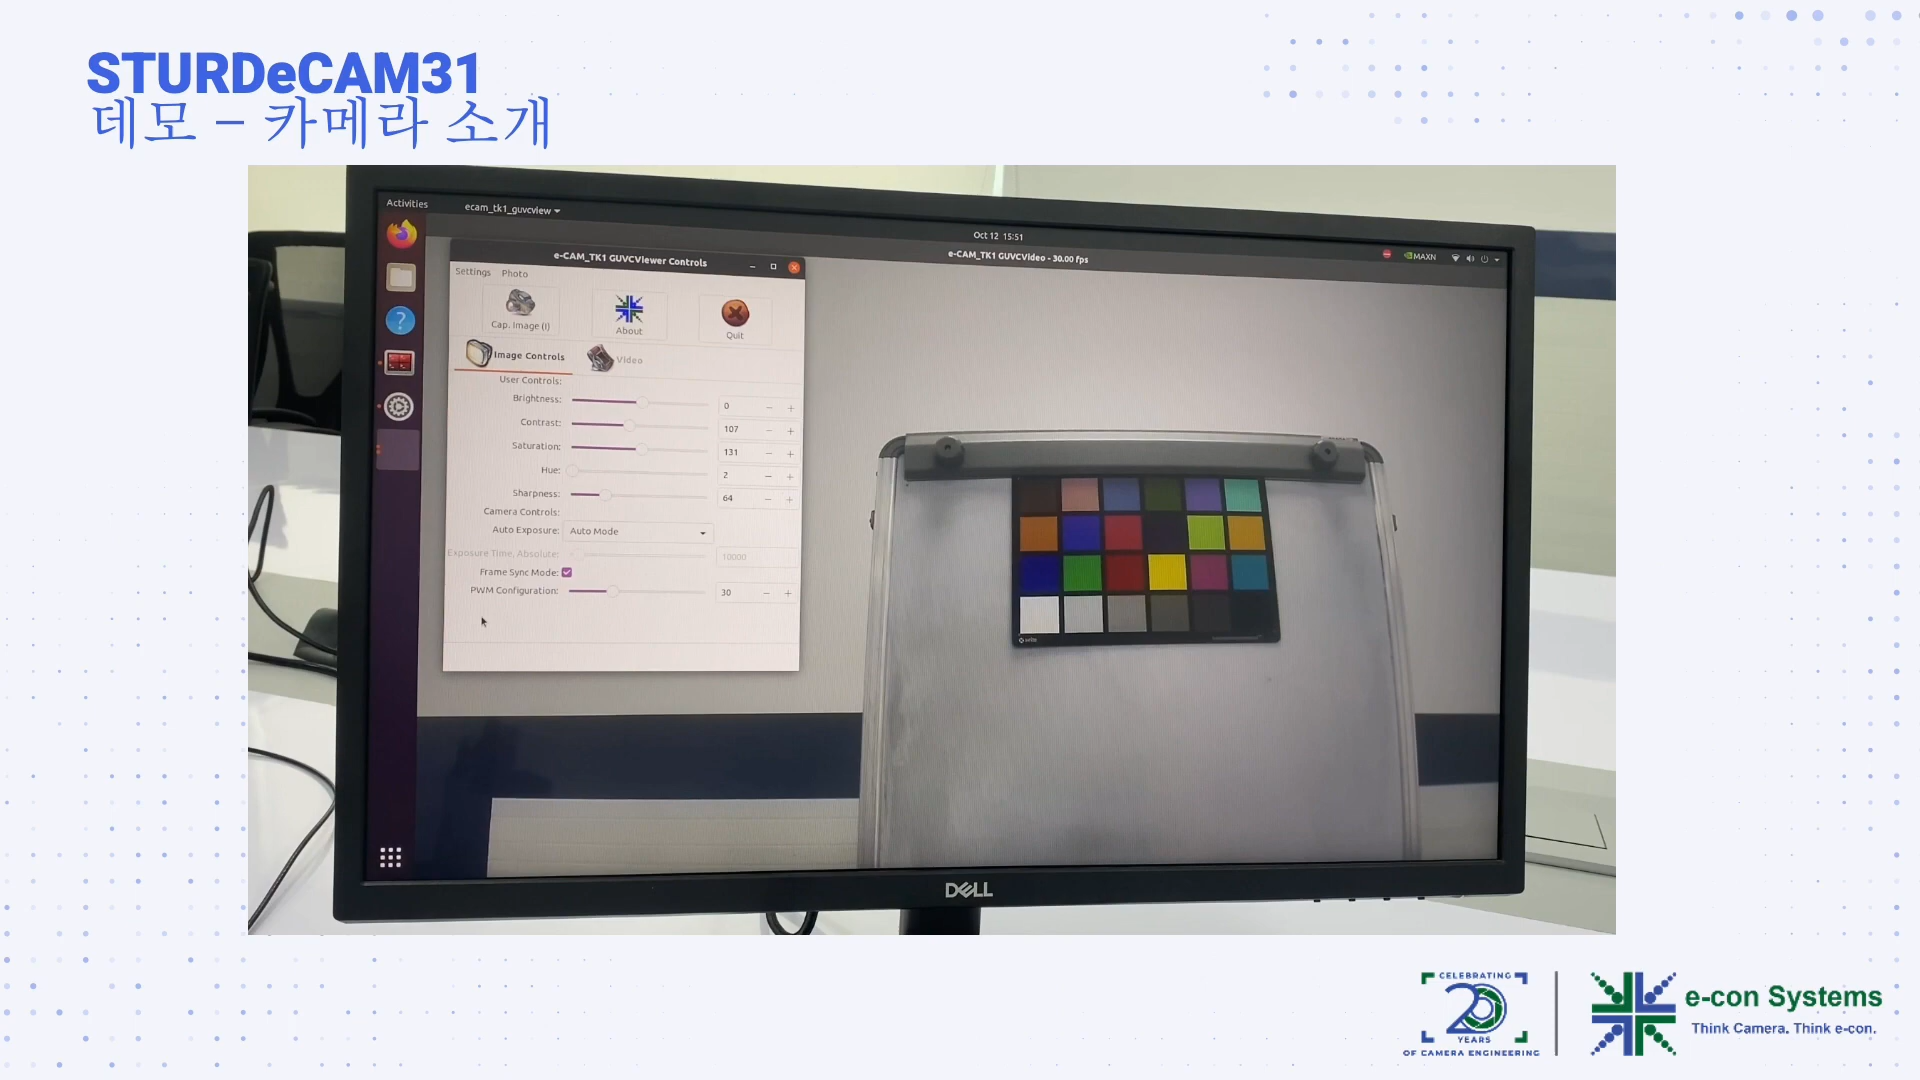 STURDeCAM31
데모 – 카메라 소개
Activities
ecam_tk1_guvcview
Oct 12 15:51
e-CAM_TK1 GUVCVideo - 30.00 fps
MAXN
e-CAM_TK1 GUVCViewer Controls
Settings Photo
Cap. Image (I)
About
Quit
Image Controls
Video
User Controls:
Brightness: 0
Contrast: 107
Saturation: 131
Hue: 2
Sharpness: 64
Camera Controls:
Auto Exposure: Auto Mode
Exposure Time, Absolute: 10000
Frame Sync Mode:
PWM Configuration: 30
DELL
CELEBRATING
20
YEARS
OF CAMERA ENGINEERING
e-con Systems
Think Camera. Think e-con.